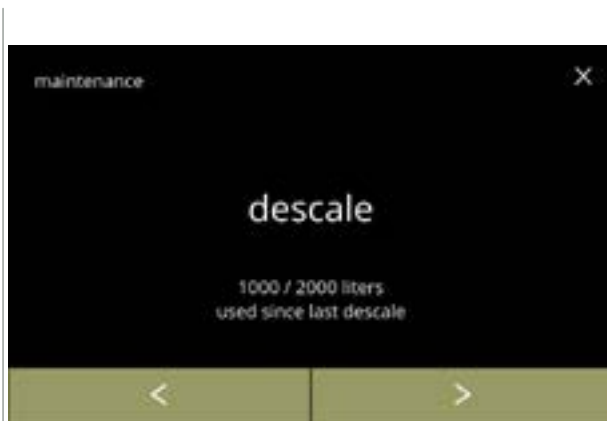 maintenance
×
descale
1000 / 2000 liters
used since last descale
< >